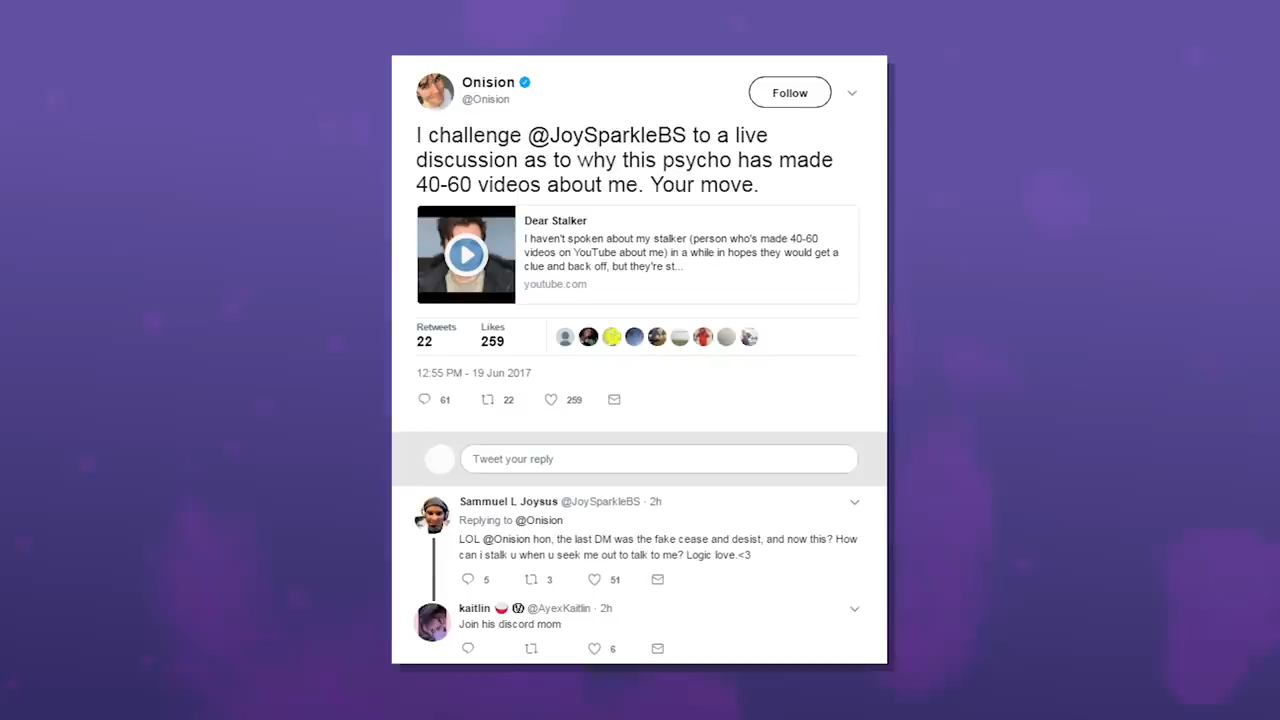 Onision
@Onision
Follow
I challenge @JoySparkleBS to a live
discussion as to why this psycho has made
40-60 videos about me. Your move.
Dear Stalker
I haven't spoken about my stalker (person who's made 40-60
videos on YouTube about me) in a while in hopes they would get a
clue and back off, but they're st...
youtube.com
Retweets Likes
22 259
12:55 PM - 19 Jun 2017
61 22 259
Tweet your reply
Sammuel L Joysus @JoySparkleBS · 2h
Replying to @Onision
LOL @Onision hon, the last DM was the fake cease and desist, and now this? How
can i stalk u when u seek me out to talk to me? Logic love.<3
5 3 51
kaitlin @AyexKaitlin · 2h
Join his discord mom
6